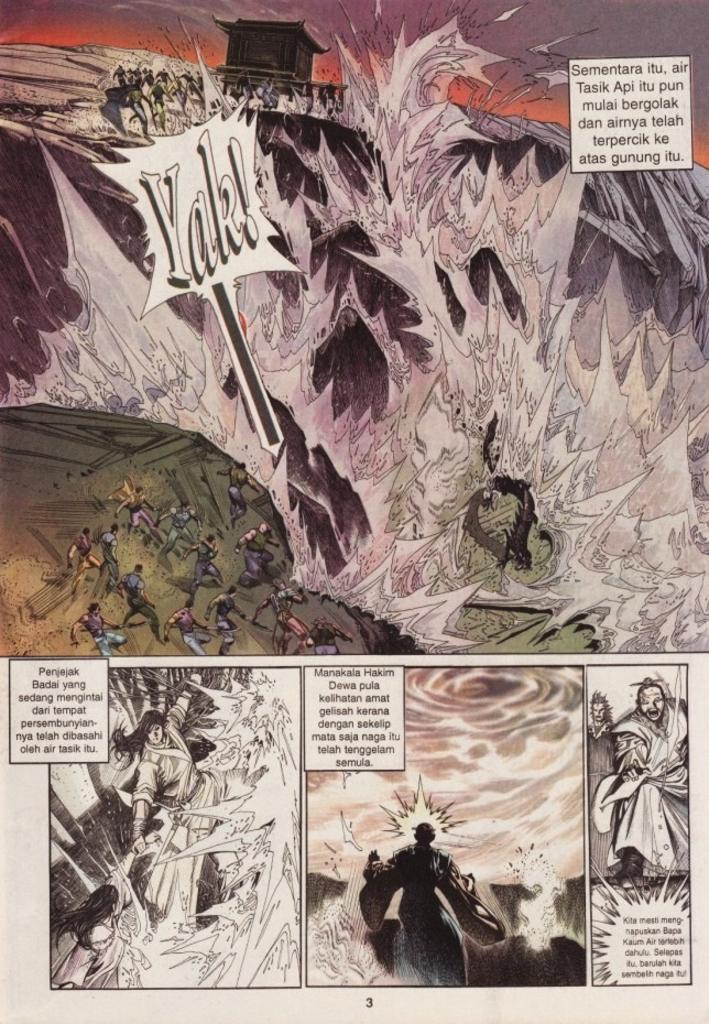 Sementara itu, air
Tasik Api itu pun
mulai bergolak
dan airnya telah
terpercik ke
atas gunung itu.
Yak!
Penjejak
Badai yang
sedang mengintai
dari tempat
persembunyian-
nya telah dibasahi
oleh air tasik itu.
Manakala Hakim
Dewa pula
kelihatan amat
gelisah kerana
dengan sekelip
mata saja naga itu
telah tenggelam
semula.
Kita mesti meng-
hapuskan Bapa
Kaum Air terlebih
dahulu. Selepas
itu, barulah kita
sembelih naga itu!
3